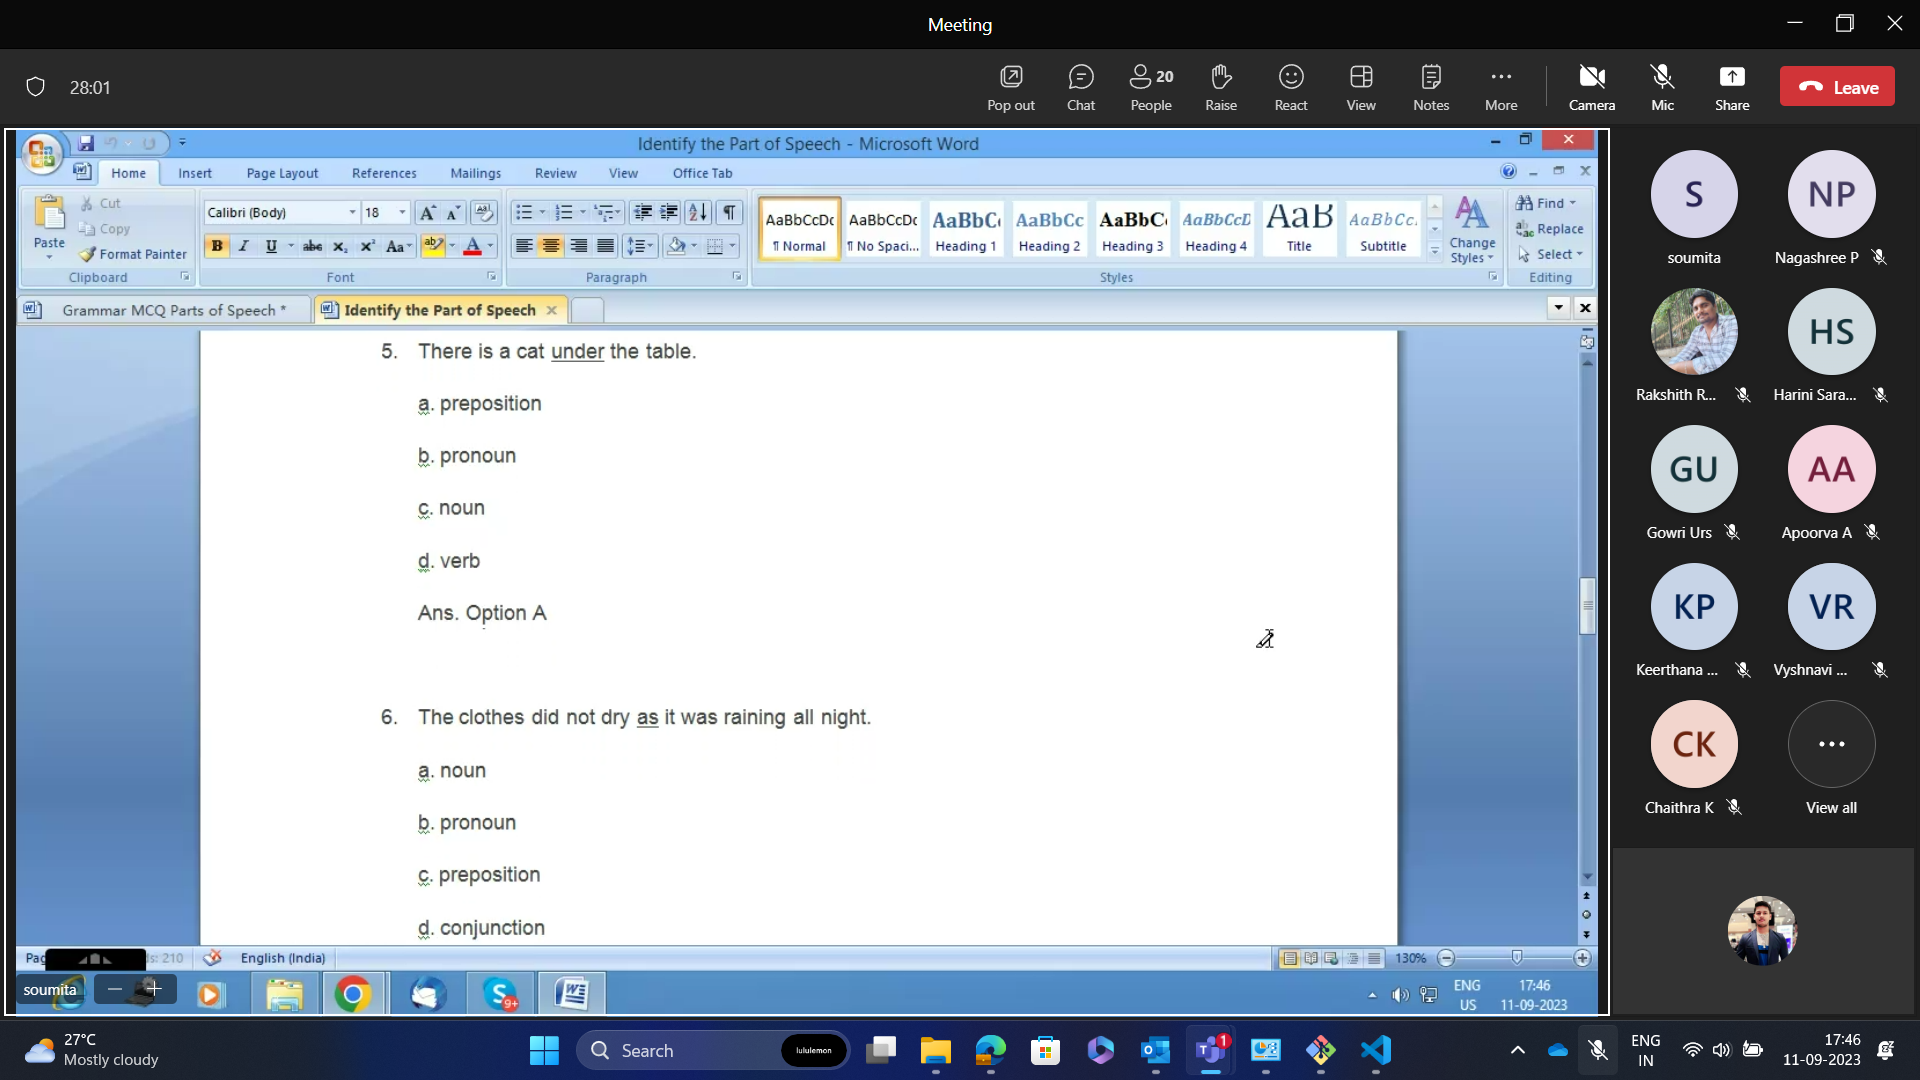 Meeting
28:01
Pop out
Chat
20
People
Raise
React
View
Notes
More
Camera
Mic
Share
Leave
Identify the Part of Speech - Microsoft Word
Home Insert Page Layout References Mailings Review View Office Tab
Paste
Cut
Copy
Format Painter
Clipboard
Calibri (Body) 18
Font
Paragraph
AaBbCcDc AaBbCcDc AaBbC AaBbCc AaBbC AaBbCcD AaB AaBbCc
¶ Normal ¶ No Spaci... Heading 1 Heading 2 Heading 3 Heading 4 Title Subtitle
Change Styles
Styles
Find
Replace
Select
Editing
Grammar MCQ Parts of Speech * Identify the Part of Speech
5. There is a cat under the table.
a. preposition
b. pronoun
c. noun
d. verb
Ans. Option A
6. The clothes did not dry as it was raining all night.
a. noun
b. pronoun
c. preposition
d. conjunction
English (India)
130%
soumita
ENG
US
17:46
11-09-2023
S
soumita
NP
Nagashree P
Rakshith R...
HS
Harini Sara...
GU
Gowri Urs
AA
Apoorva A
KP
Keerthana ...
VR
Vyshnavi ...
CK
Chaithra K
View all
27°C
Mostly cloudy
Search
lululemon
1
ENG
IN
17:46
11-09-2023